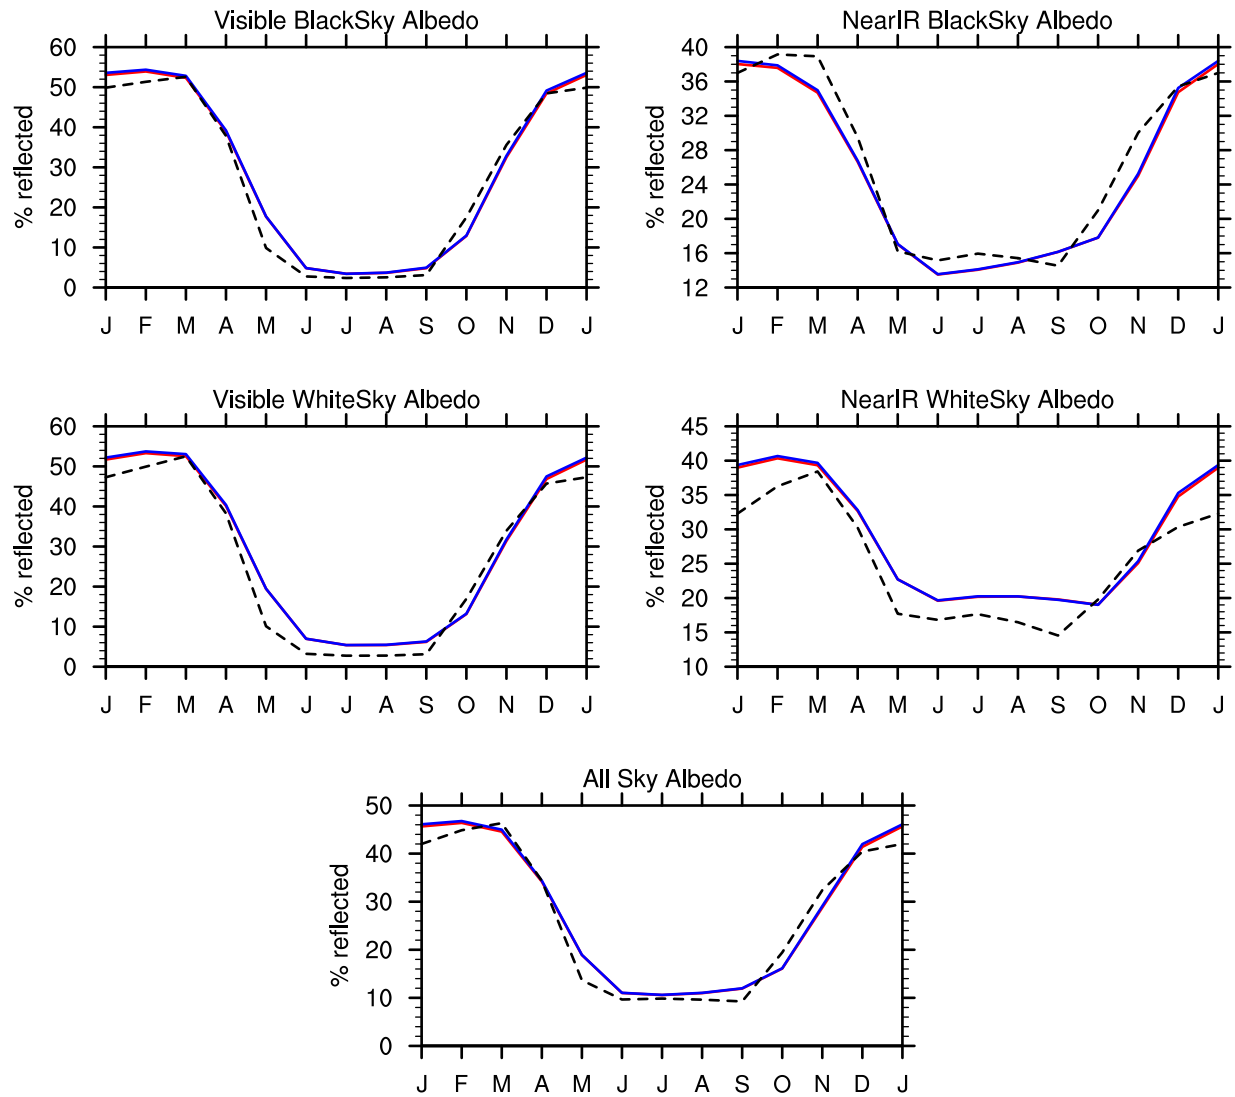 Visible BlackSky Albedo
% reflected
60
50
40
30
20
10
0
J F M A M J J A S O N D J
NearIR BlackSky Albedo
% reflected
40
36
32
28
24
20
16
12
J F M A M J J A S O N D J
Visible WhiteSky Albedo
% reflected
60
50
40
30
20
10
0
J F M A M J J A S O N D J
NearIR WhiteSky Albedo
% reflected
45
40
35
30
25
20
15
10
J F M A M J J A S O N D J
All Sky Albedo
% reflected
50
40
30
20
10
0
J F M A M J J A S O N D J